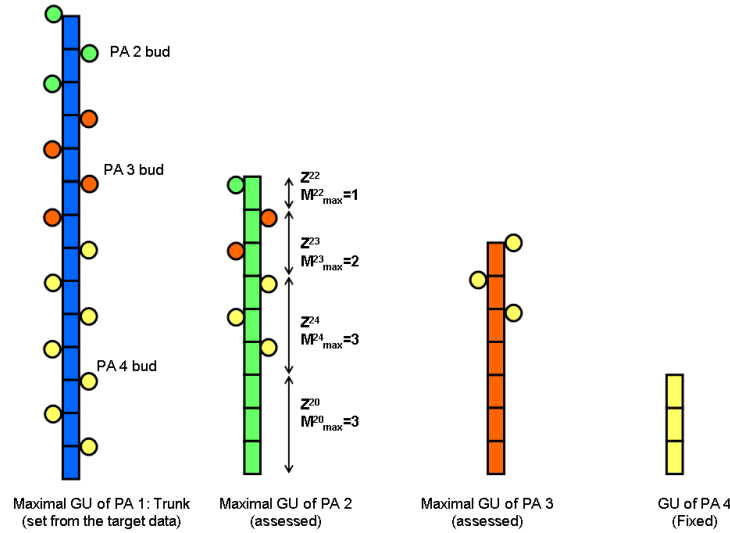 PA 2 bud
PA 3 bud
PA 4 bud
Z²²
M²²max=1
Z²³
M²³max=2
Z²⁴
M²⁴max=3
Z²⁰
M²⁰max=3
Maximal GU of PA 1: Trunk
(set from the target data)
Maximal GU of PA 2
(assessed)
Maximal GU of PA 3
(assessed)
GU of PA 4
(Fixed)